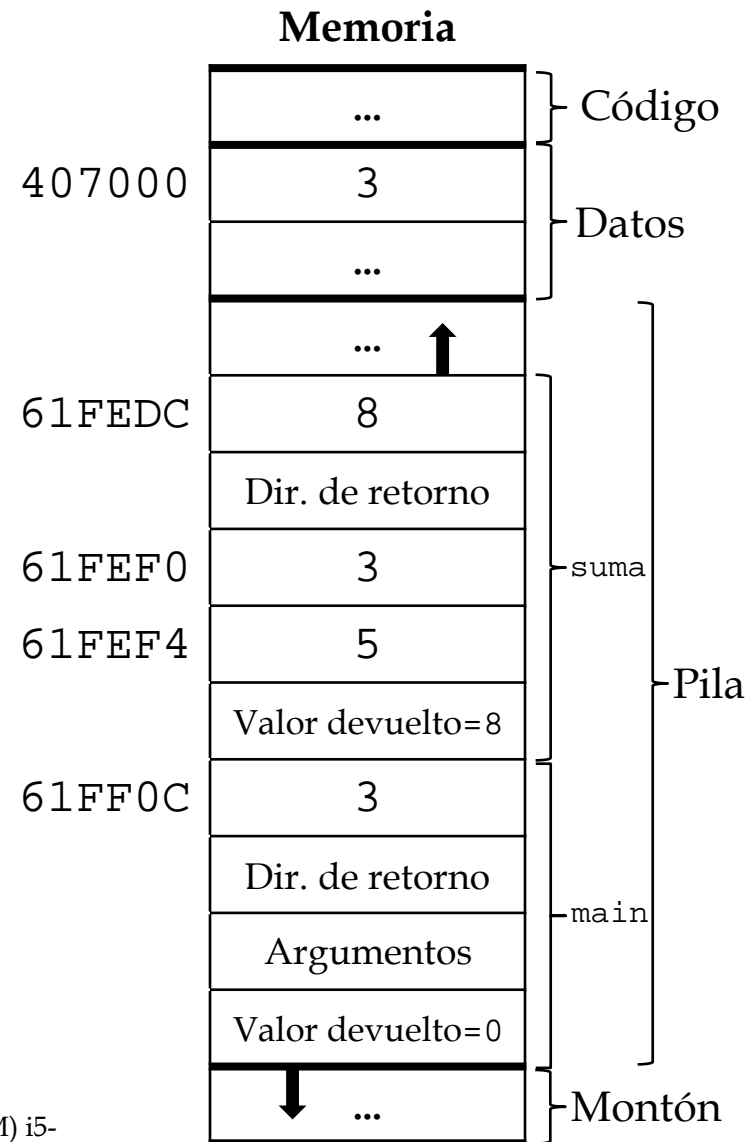 Memoria
... Código
407000 3
Datos
...
...
61FEDC 8
Dir. de retorno
61FEF0 3 suma
61FEF4 5
Pila
Valor devuelto=8
61FF0C 3
Dir. de retorno
main
Argumentos
Valor devuelto=0
... Montón
M) i5-